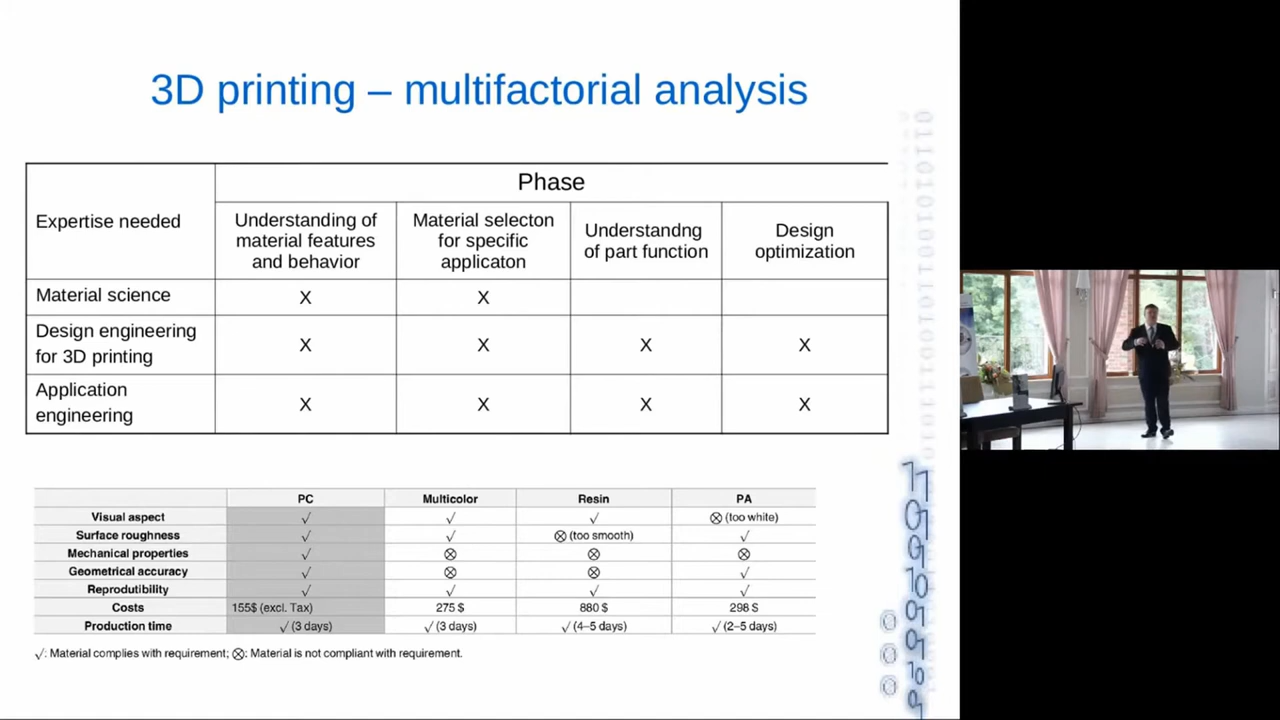 3D printing – multifactorial analysis
Phase
Expertise needed
Understanding of
material features
and behavior
Material selecton
for specific
applicaton
Understandng
of part function
Design
optimization
Material science X X
Design engineering
for 3D printing X X X X
Application
engineering X X X X
PC Multicolor Resin PA
Visual aspect √ √ √ ⊗ (too white)
Surface roughness √ √ ⊗ (too smooth) √
Mechanical properties √ ⊗ ⊗ ⊗
Geometrical accuracy √ ⊗ ⊗ √
Reprodutibility √ √ √ √
Costs 155$ (excl. Tax) 275 $ 880 $ 298 $
Production time √ (3 days) √ (3 days) √ (4–5 days) √ (2–5 days)
√: Material complies with requirement; ⊗: Material is not compliant with requirement.